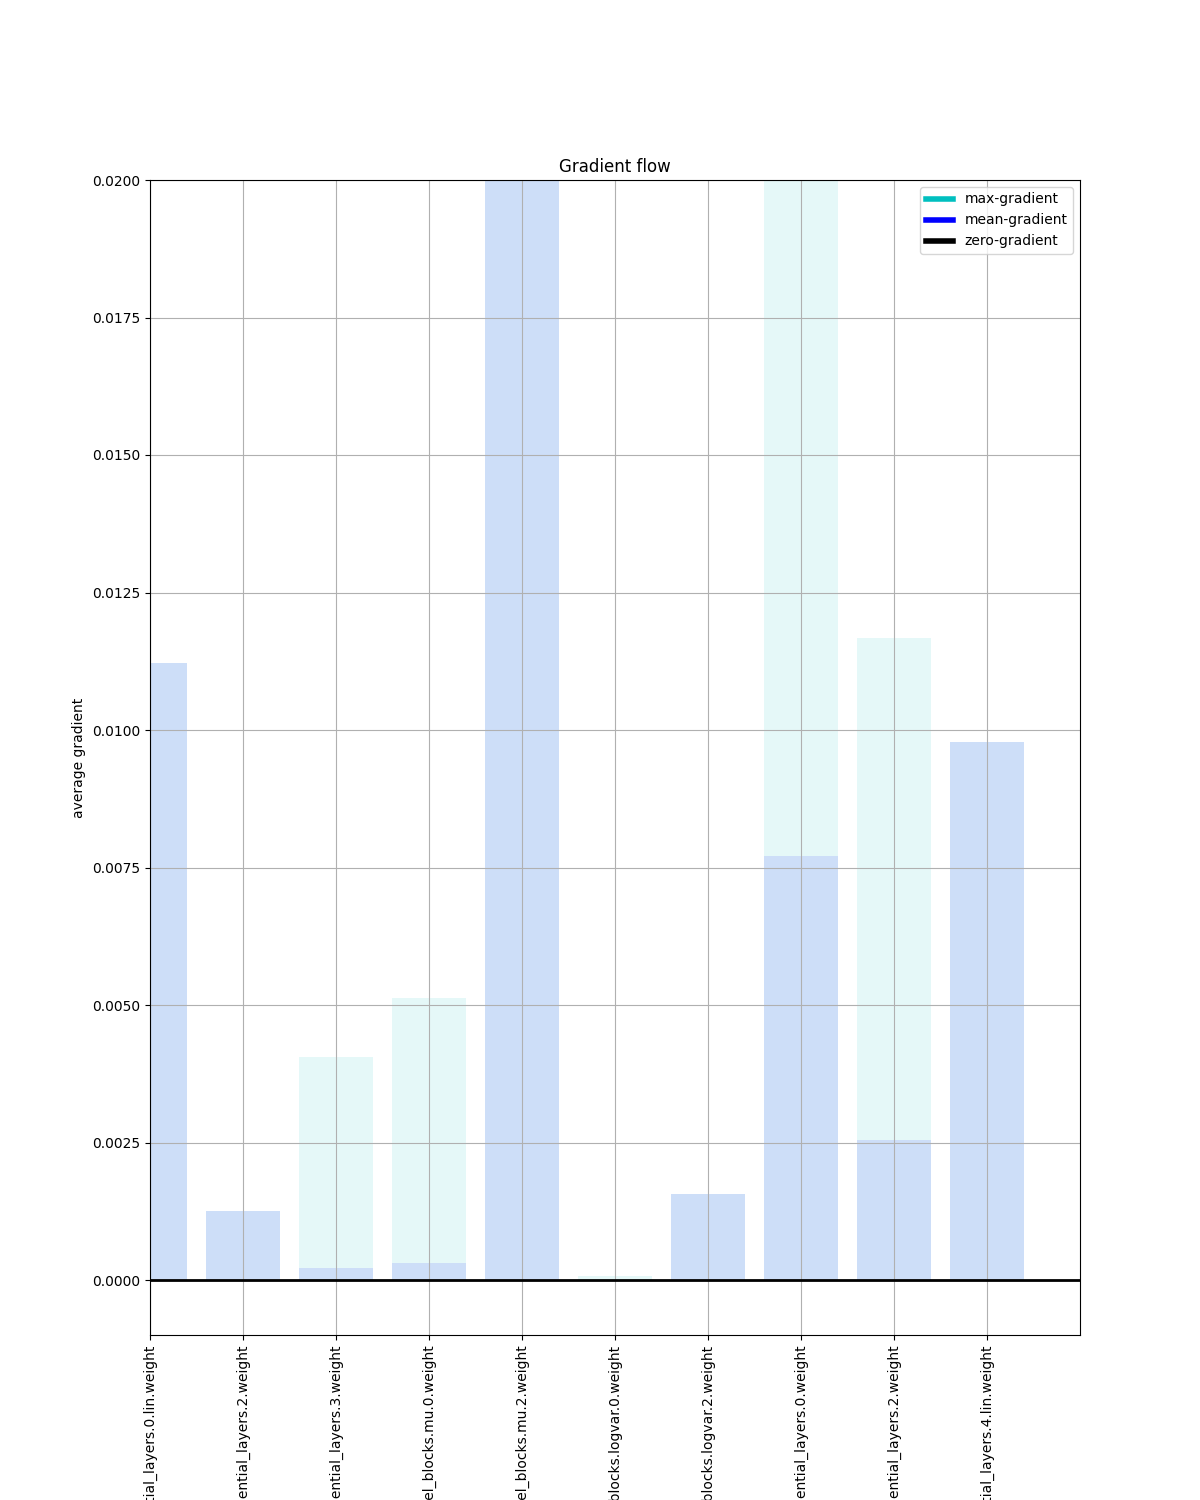 Gradient flow
max-gradient
mean-gradient
zero-gradient
0.0200
0.0175
0.0150
0.0125
0.0100
0.0075
0.0050
0.0025
0.0000
average gradient
tial_layers.0.lin.weight
ential_layers.2.weight
ential_layers.3.weight
el_blocks.mu.0.weight
el_blocks.mu.2.weight
blocks.logvar.0.weight
blocks.logvar.2.weight
ential_layers.0.weight
ential_layers.2.weight
tial_layers.4.lin.weight